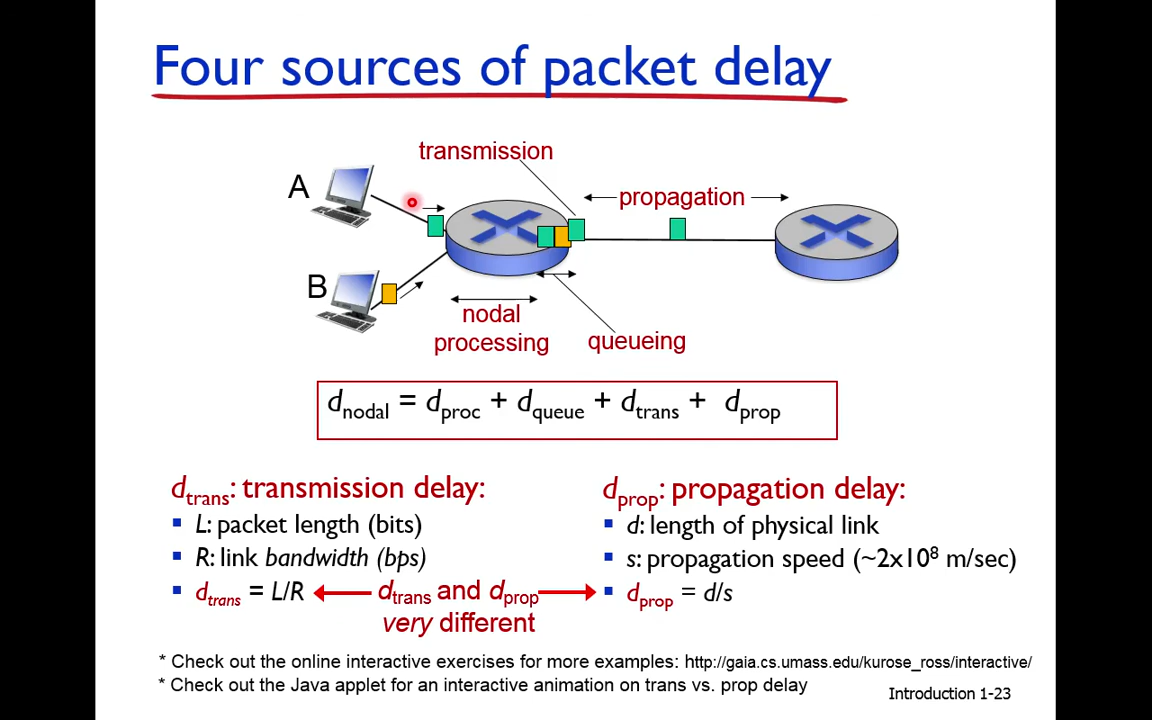 Four sources of packet delay
transmission
A
propagation
B
nodal
processing
queueing
dnodal = dproc + dqueue + dtrans + dprop
dtrans: transmission delay:
▪ L: packet length (bits)
▪ R: link bandwidth (bps)
▪ dtrans = L/R
dtrans and dprop
very different
dprop: propagation delay:
▪ d: length of physical link
▪ s: propagation speed (~2x10⁸ m/sec)
▪ dprop = d/s
* Check out the online interactive exercises for more examples: http://gaia.cs.umass.edu/kurose_ross/interactive/
* Check out the Java applet for an interactive animation on trans vs. prop delay
Introduction 1-23